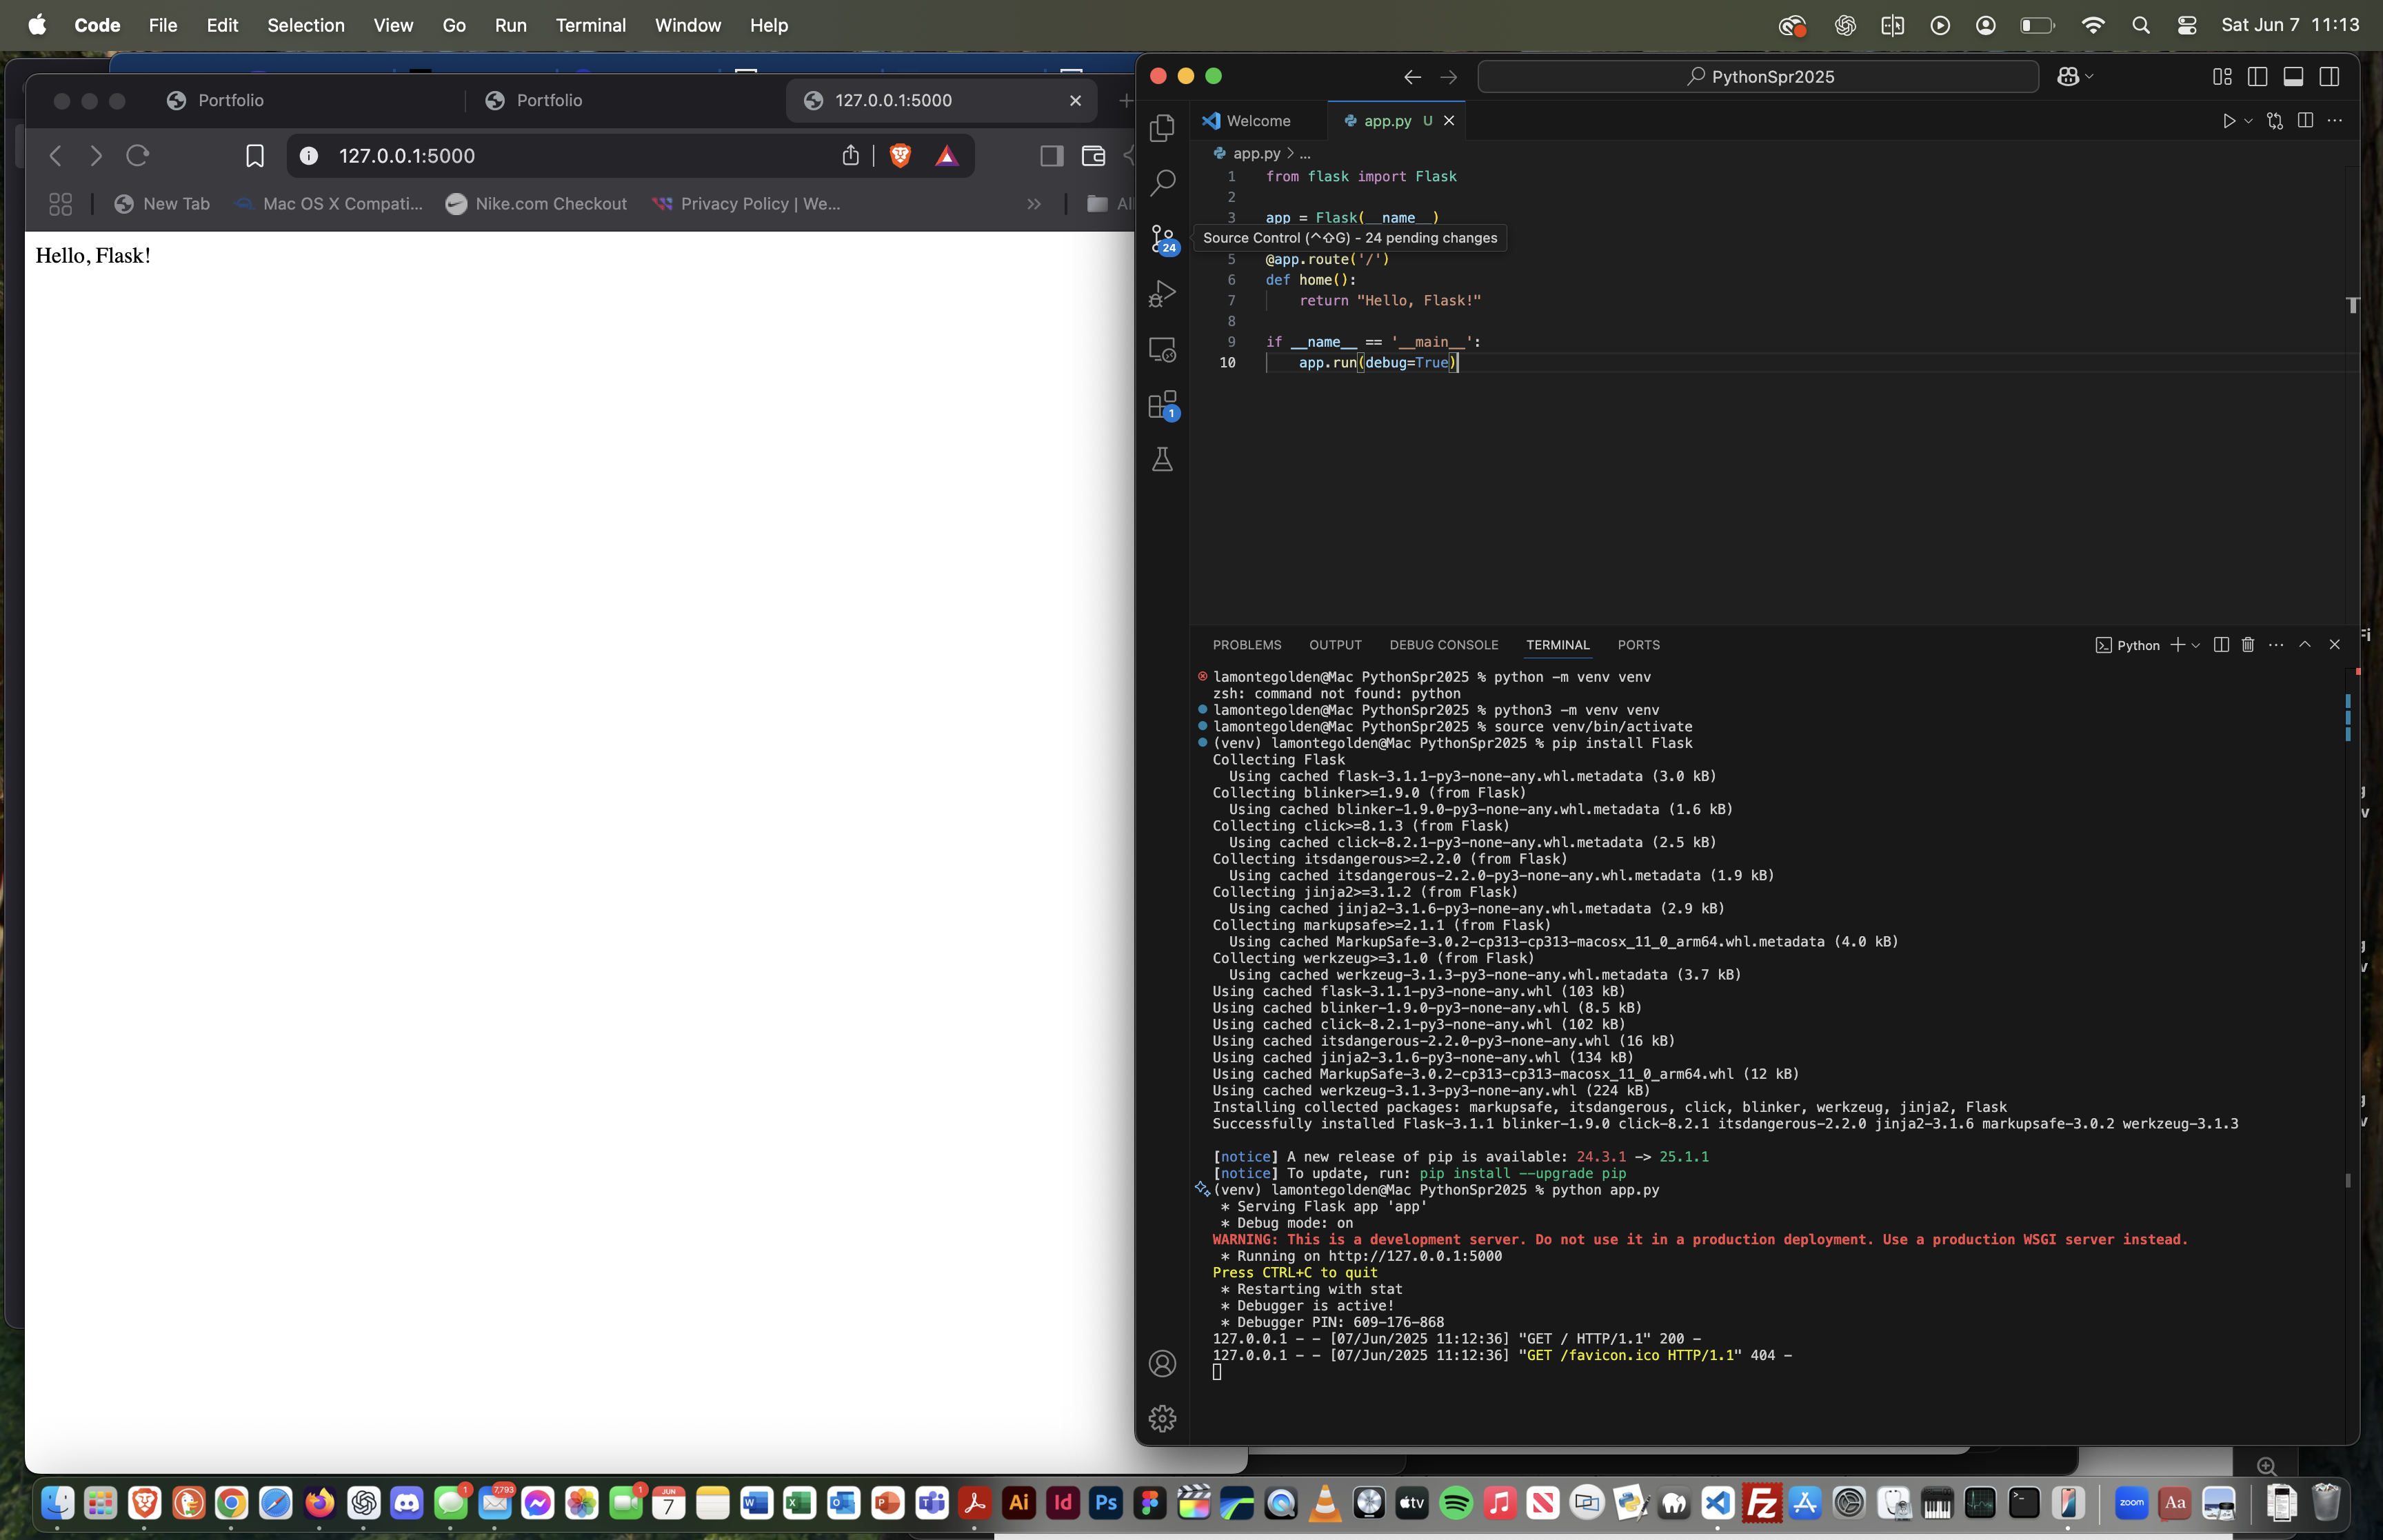 Code File Edit Selection View Go Run Terminal Window Help
Sat Jun 7 11:13
Portfolio
Portfolio
127.0.0.1:5000
127.0.0.1:5000
New Tab
Mac OS X Compati...
Nike.com Checkout
Privacy Policy | We...
All
Hello, Flask!
PythonSpr2025
Welcome
app.py U
app.py > ...
1 from flask import Flask
2
3 app = Flask(__name__)
Source Control (^⇧G) - 24 pending changes
24
5 @app.route('/')
6 def home():
7 return "Hello, Flask!"
8
9 if __name__ == '__main__':
10 app.run(debug=True)
1
PROBLEMS OUTPUT DEBUG CONSOLE TERMINAL PORTS
Python
lamontegolden@Mac PythonSpr2025 % python -m venv venv
zsh: command not found: python
lamontegolden@Mac PythonSpr2025 % python3 -m venv venv
lamontegolden@Mac PythonSpr2025 % source venv/bin/activate
(venv) lamontegolden@Mac PythonSpr2025 % pip install Flask
Collecting Flask
Using cached flask-3.1.1-py3-none-any.whl.metadata (3.0 kB)
Collecting blinker>=1.9.0 (from Flask)
Using cached blinker-1.9.0-py3-none-any.whl.metadata (1.6 kB)
Collecting click>=8.1.3 (from Flask)
Using cached click-8.2.1-py3-none-any.whl.metadata (2.5 kB)
Collecting itsdangerous>=2.2.0 (from Flask)
Using cached itsdangerous-2.2.0-py3-none-any.whl.metadata (1.9 kB)
Collecting jinja2>=3.1.2 (from Flask)
Using cached jinja2-3.1.6-py3-none-any.whl.metadata (2.9 kB)
Collecting markupsafe>=2.1.1 (from Flask)
Using cached MarkupSafe-3.0.2-cp313-cp313-macosx_11_0_arm64.whl.metadata (4.0 kB)
Collecting werkzeug>=3.1.0 (from Flask)
Using cached werkzeug-3.1.3-py3-none-any.whl.metadata (3.7 kB)
Using cached flask-3.1.1-py3-none-any.whl (103 kB)
Using cached blinker-1.9.0-py3-none-any.whl (8.5 kB)
Using cached click-8.2.1-py3-none-any.whl (102 kB)
Using cached itsdangerous-2.2.0-py3-none-any.whl (16 kB)
Using cached jinja2-3.1.6-py3-none-any.whl (134 kB)
Using cached MarkupSafe-3.0.2-cp313-cp313-macosx_11_0_arm64.whl (12 kB)
Using cached werkzeug-3.1.3-py3-none-any.whl (224 kB)
Installing collected packages: markupsafe, itsdangerous, click, blinker, werkzeug, jinja2, Flask
Successfully installed Flask-3.1.1 blinker-1.9.0 click-8.2.1 itsdangerous-2.2.0 jinja2-3.1.6 markupsafe-3.0.2 werkzeug-3.1.3
[notice] A new release of pip is available: 24.3.1 -> 25.1.1
[notice] To update, run: pip install --upgrade pip
(venv) lamontegolden@Mac PythonSpr2025 % python app.py
* Serving Flask app 'app'
* Debug mode: on
WARNING: This is a development server. Do not use it in a production deployment. Use a production WSGI server instead.
* Running on http://127.0.0.1:5000
Press CTRL+C to quit
* Restarting with stat
* Debugger is active!
* Debugger PIN: 609-176-868
127.0.0.1 - - [07/Jun/2025 11:12:36] "GET / HTTP/1.1" 200 -
127.0.0.1 - - [07/Jun/2025 11:12:36] "GET /favicon.ico HTTP/1.1" 404 -
1
7,793
1
JUN
7
tv
Ai
Id
Ps
Fz
zoom
Aa